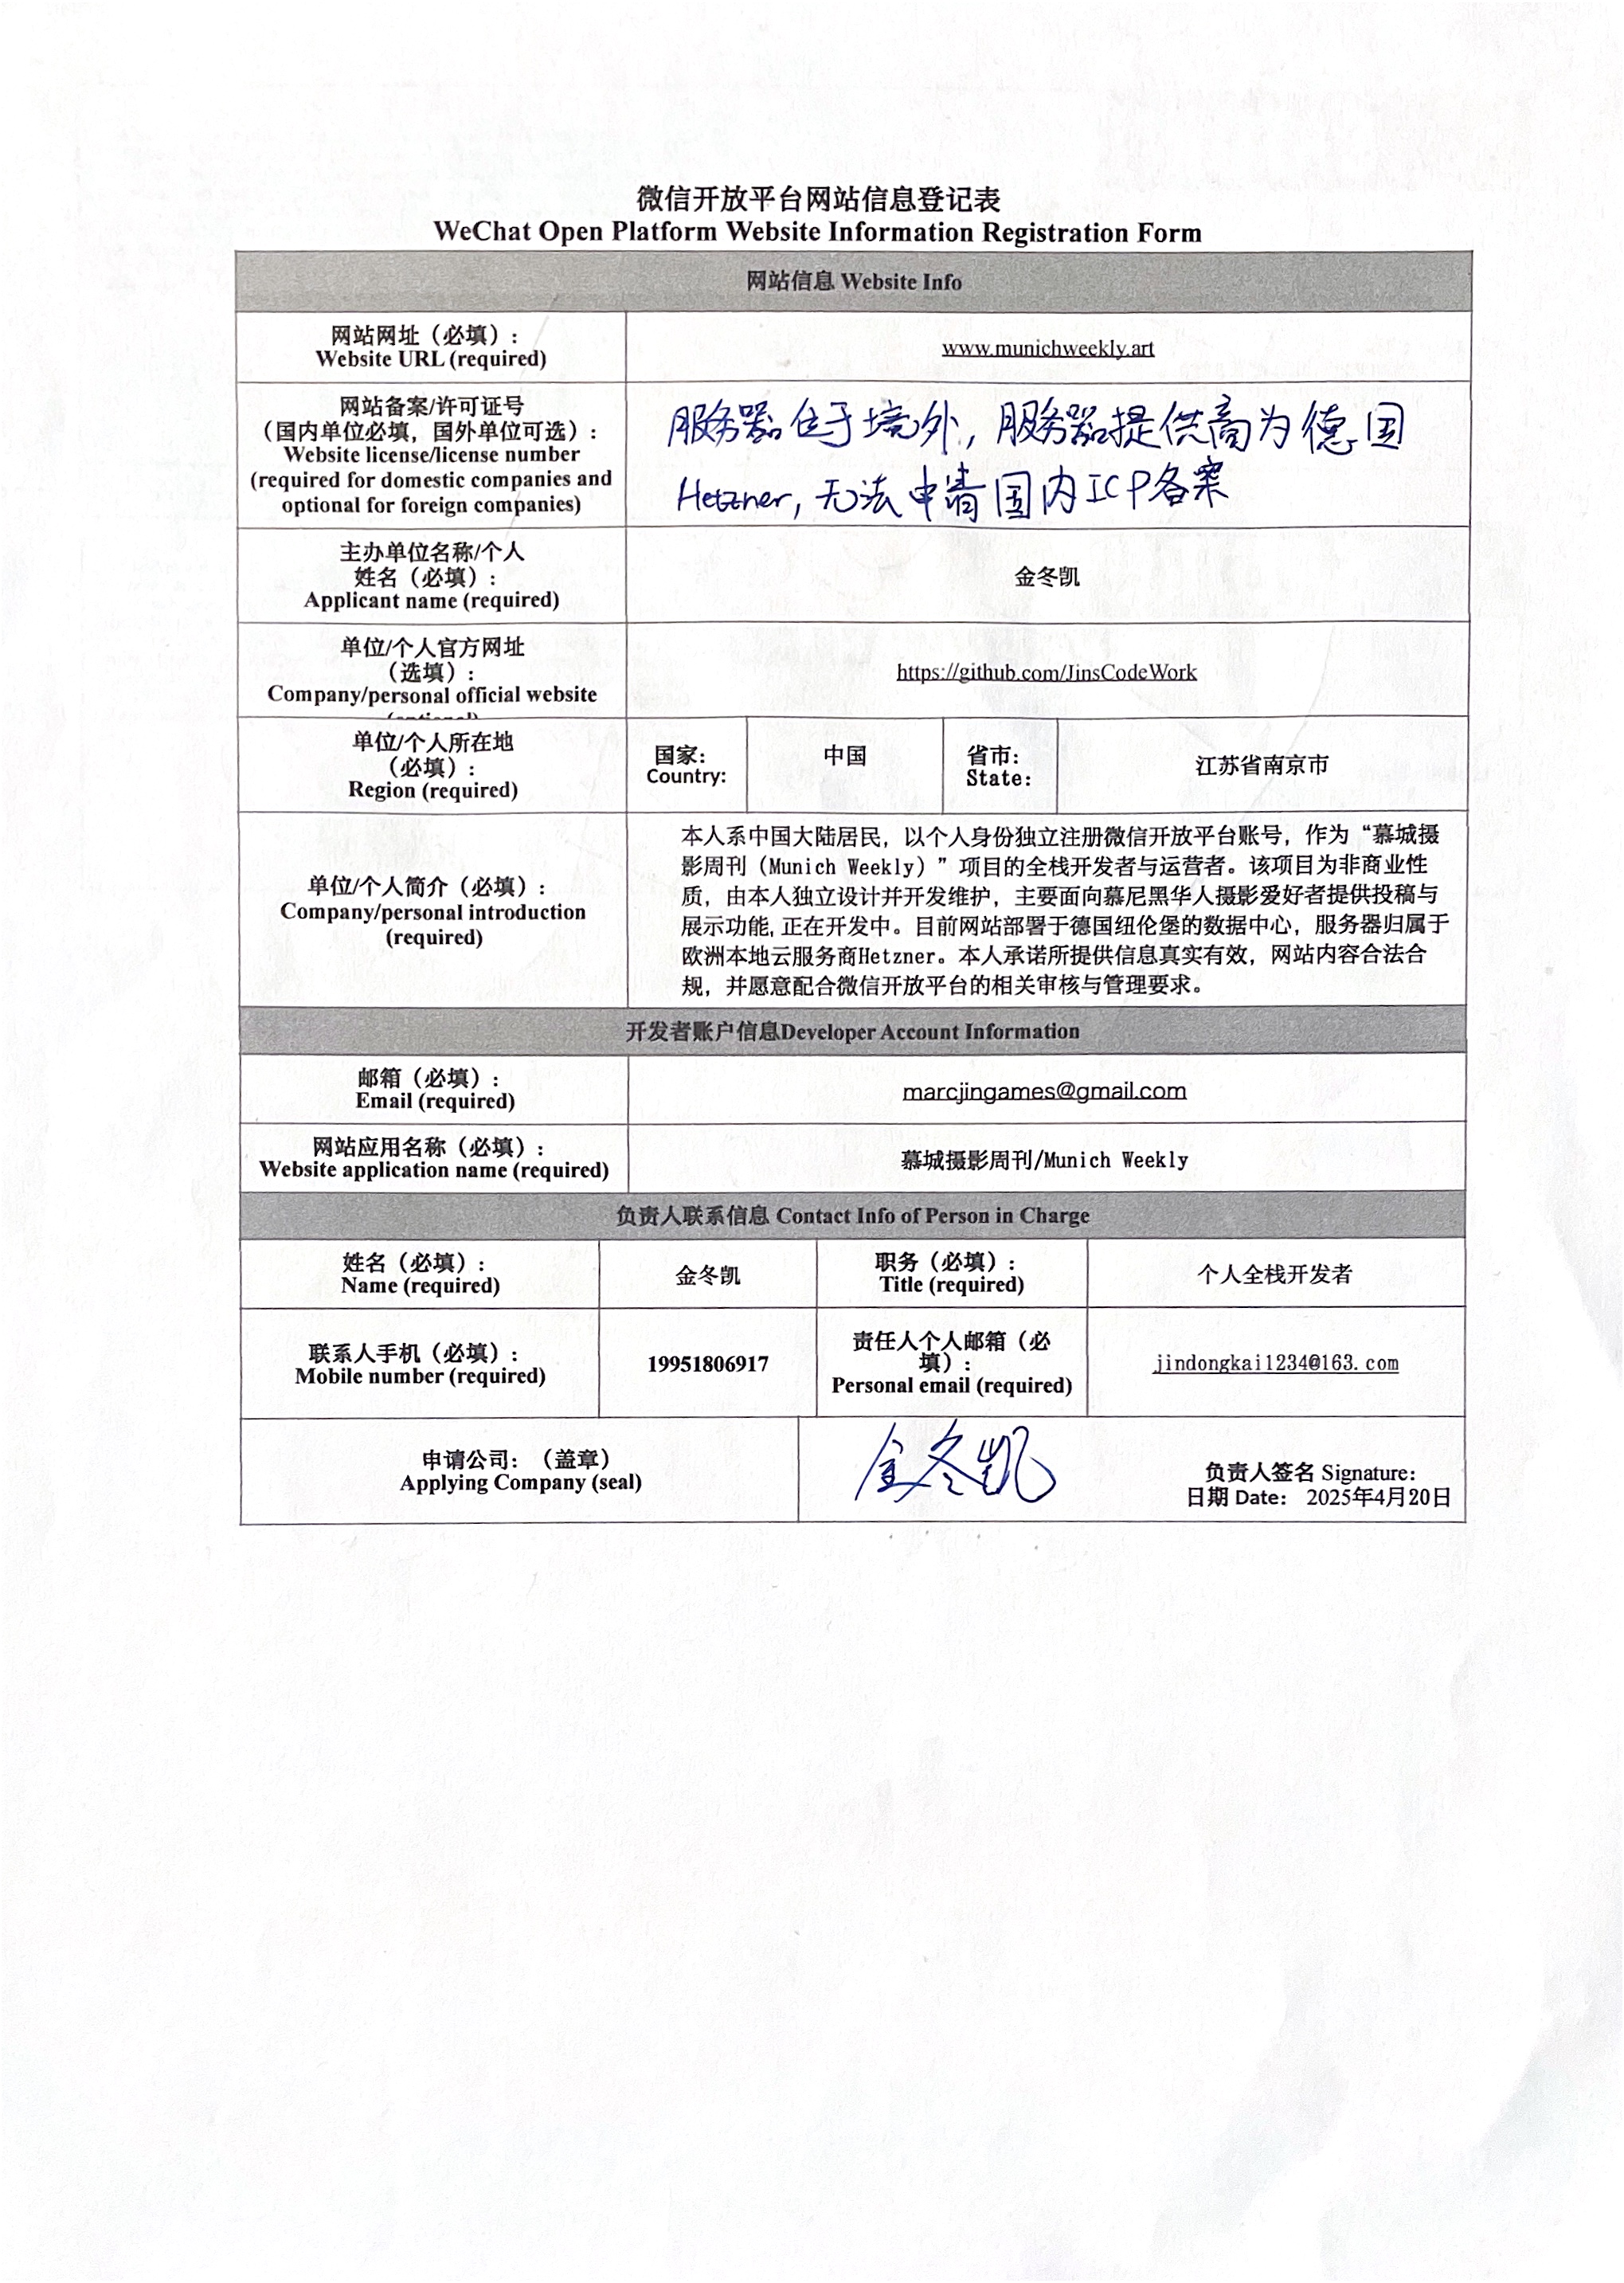 微信开放平台网站信息登记表
WeChat Open Platform Website Information Registration Form
网站信息 Website Info
网站网址（必填）：
Website URL (required)
www.munichweekly.art
网站备案/许可证号
（国内单位必填，国外单位可选）：
Website license/license number
(required for domestic companies and
optional for foreign companies)
服务器位于境外，服务器提供商为德国
Hetzner, 无法申请国内ICP备案
主办单位名称/个人
姓名（必填）：
Applicant name (required)
金冬凯
单位/个人官方网址
（选填）：
Company/personal official website
(optional)
https://github.com/JinsCodeWork
单位/个人所在地
（必填）：
Region (required)
国家：
Country:
中国
省市：
State:
江苏省南京市
单位/个人简介（必填）：
Company/personal introduction
(required)
本人系中国大陆居民，以个人身份独立注册微信开放平台账号，作为“慕城摄
影周刊（Munich Weekly）”项目的全栈开发者与运营者。该项目为非商业性
质，由本人独立设计并开发维护，主要面向慕尼黑华人摄影爱好者提供投稿与
展示功能,正在开发中。目前网站部署于德国纽伦堡的数据中心，服务器归属于
欧洲本地云服务商Hetzner。本人承诺所提供信息真实有效，网站内容合法合
规，并愿意配合微信开放平台的相关审核与管理要求。
开发者账户信息Developer Account Information
邮箱（必填）：
Email (required)
marcjingames@gmail.com
网站应用名称（必填）：
Website application name (required)
慕城摄影周刊/Munich Weekly
负责人联系信息 Contact Info of Person in Charge
姓名（必填）：
Name (required)
金冬凯
职务（必填）：
Title (required)
个人全栈开发者
联系人手机（必填）：
Mobile number (required)
19951806917
责任人个人邮箱（必
填）：
Personal email (required)
jindongkai1234@163.com
申请公司：（盖章）
Applying Company (seal)
金冬凯
负责人签名 Signature:
日期 Date: 2025年4月20日